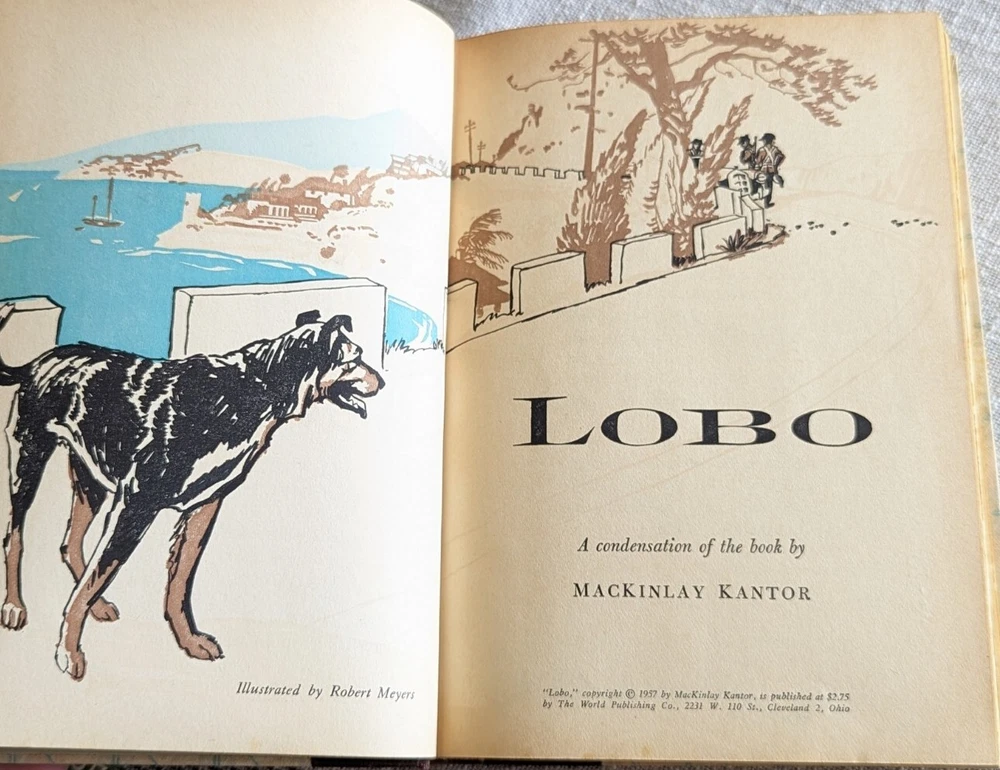 Illustrated by Robert Meyers
LOBO
A condensation of the book by
MACKINLAY KANTOR
"Lobo," copyright © 1957 by MacKinlay Kantor, is published at $2.75
by The World Publishing Co., 2231 W. 110 St., Cleveland 2, Ohio